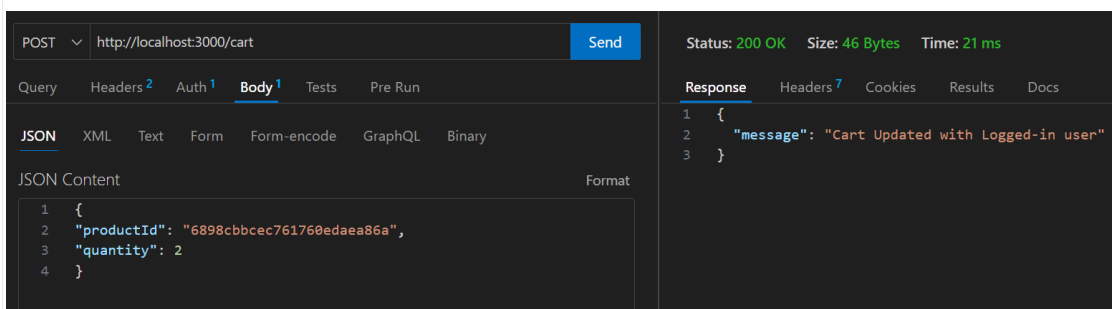 POST http://localhost:3000/cart Send
Query Headers 2 Auth 1 Body 1 Tests Pre Run
JSON XML Text Form Form-encode GraphQL Binary
JSON Content Format
1 {
2 "productId": "6898cbbcec761760edaea86a",
3 "quantity": 2
4 }
Status: 200 OK Size: 46 Bytes Time: 21 ms
Response Headers 7 Cookies Results Docs
1 {
2 "message": "Cart Updated with Logged-in user"
3 }